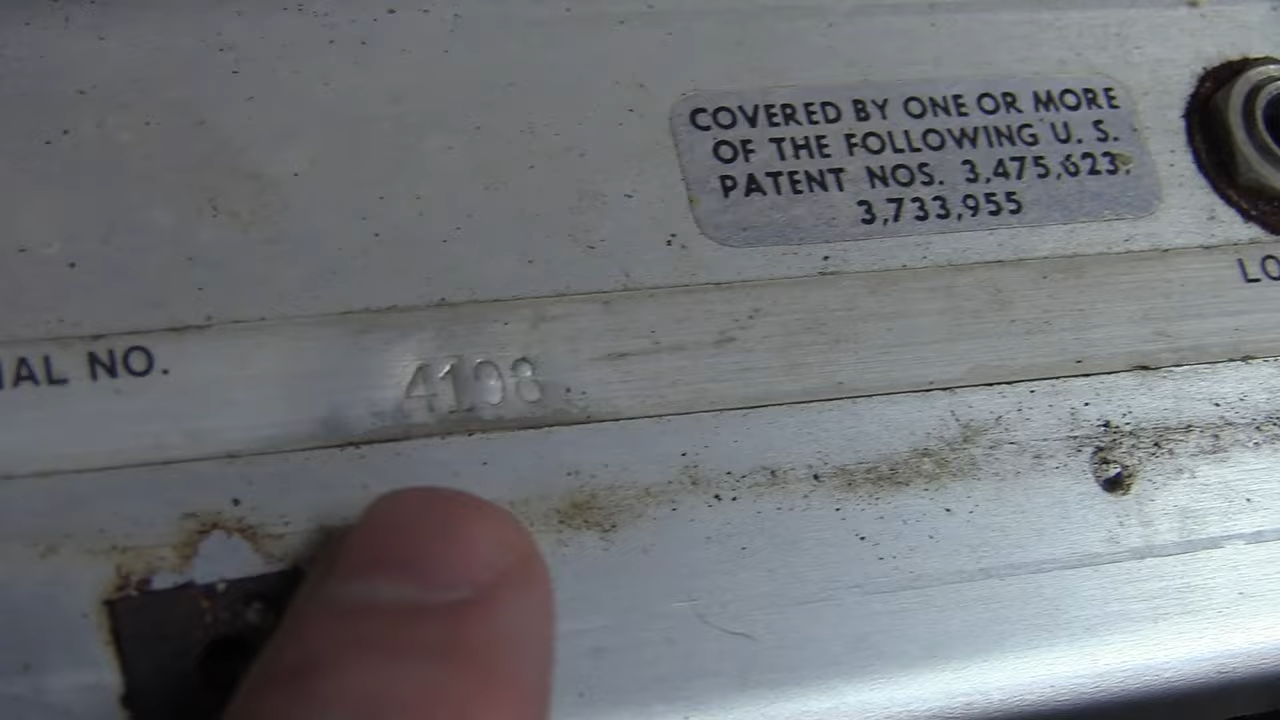 COVERED BY ONE OR MORE
OF THE FOLLOWING U. S.
PATENT NOS. 3,475,623,
3,733,955
LO
IAL NO. 4198